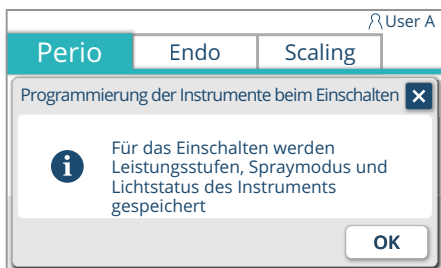 User A
Perio Endo Scaling
Programmierung der Instrumente beim Einschalten
Für das Einschalten werden
Leistungsstufen, Spraymodus und
Lichtstatus des Instruments
gespeichert
OK